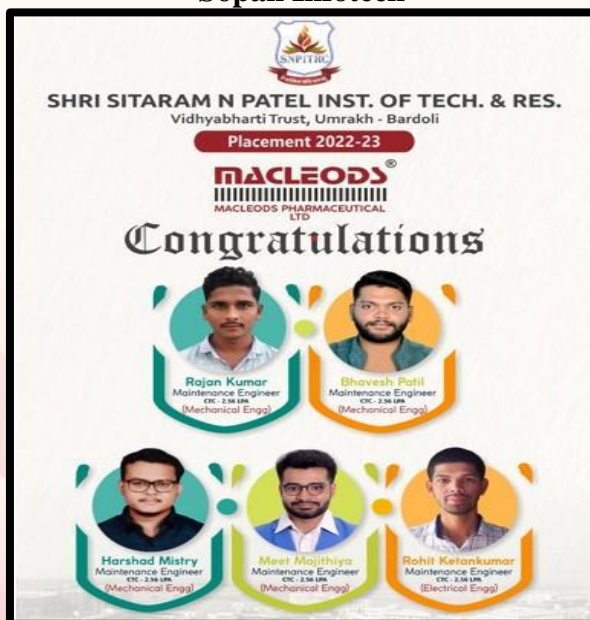 Sopan Infotech
SNPITRC
SHRI SITARAM N PATEL INST. OF TECH. & RES.
Vidhyabharti Trust, Umrakh - Bardoli
Placement 2022-23
MACLEODS®
MACLEODS PHARMACEUTICAL
LTD
Congratulations
Rajan Kumar
Maintenance Engineer
CTC - 2.56 LPA
(Mechanical Engg)
Bhavesh Patil
Maintenance Engineer
CTC - 2.56 LPA
(Mechanical Engg)
Harshad Mistry
Maintenance Engineer
CTC - 2.56 LPA
(Mechanical Engg)
Meet Majithiya
Maintenance Engineer
CTC - 2.56 LPA
(Mechanical Engg)
Rohit Ketankumar
Maintenance Engineer
CTC - 2.56 LPA
(Electrical Engg)